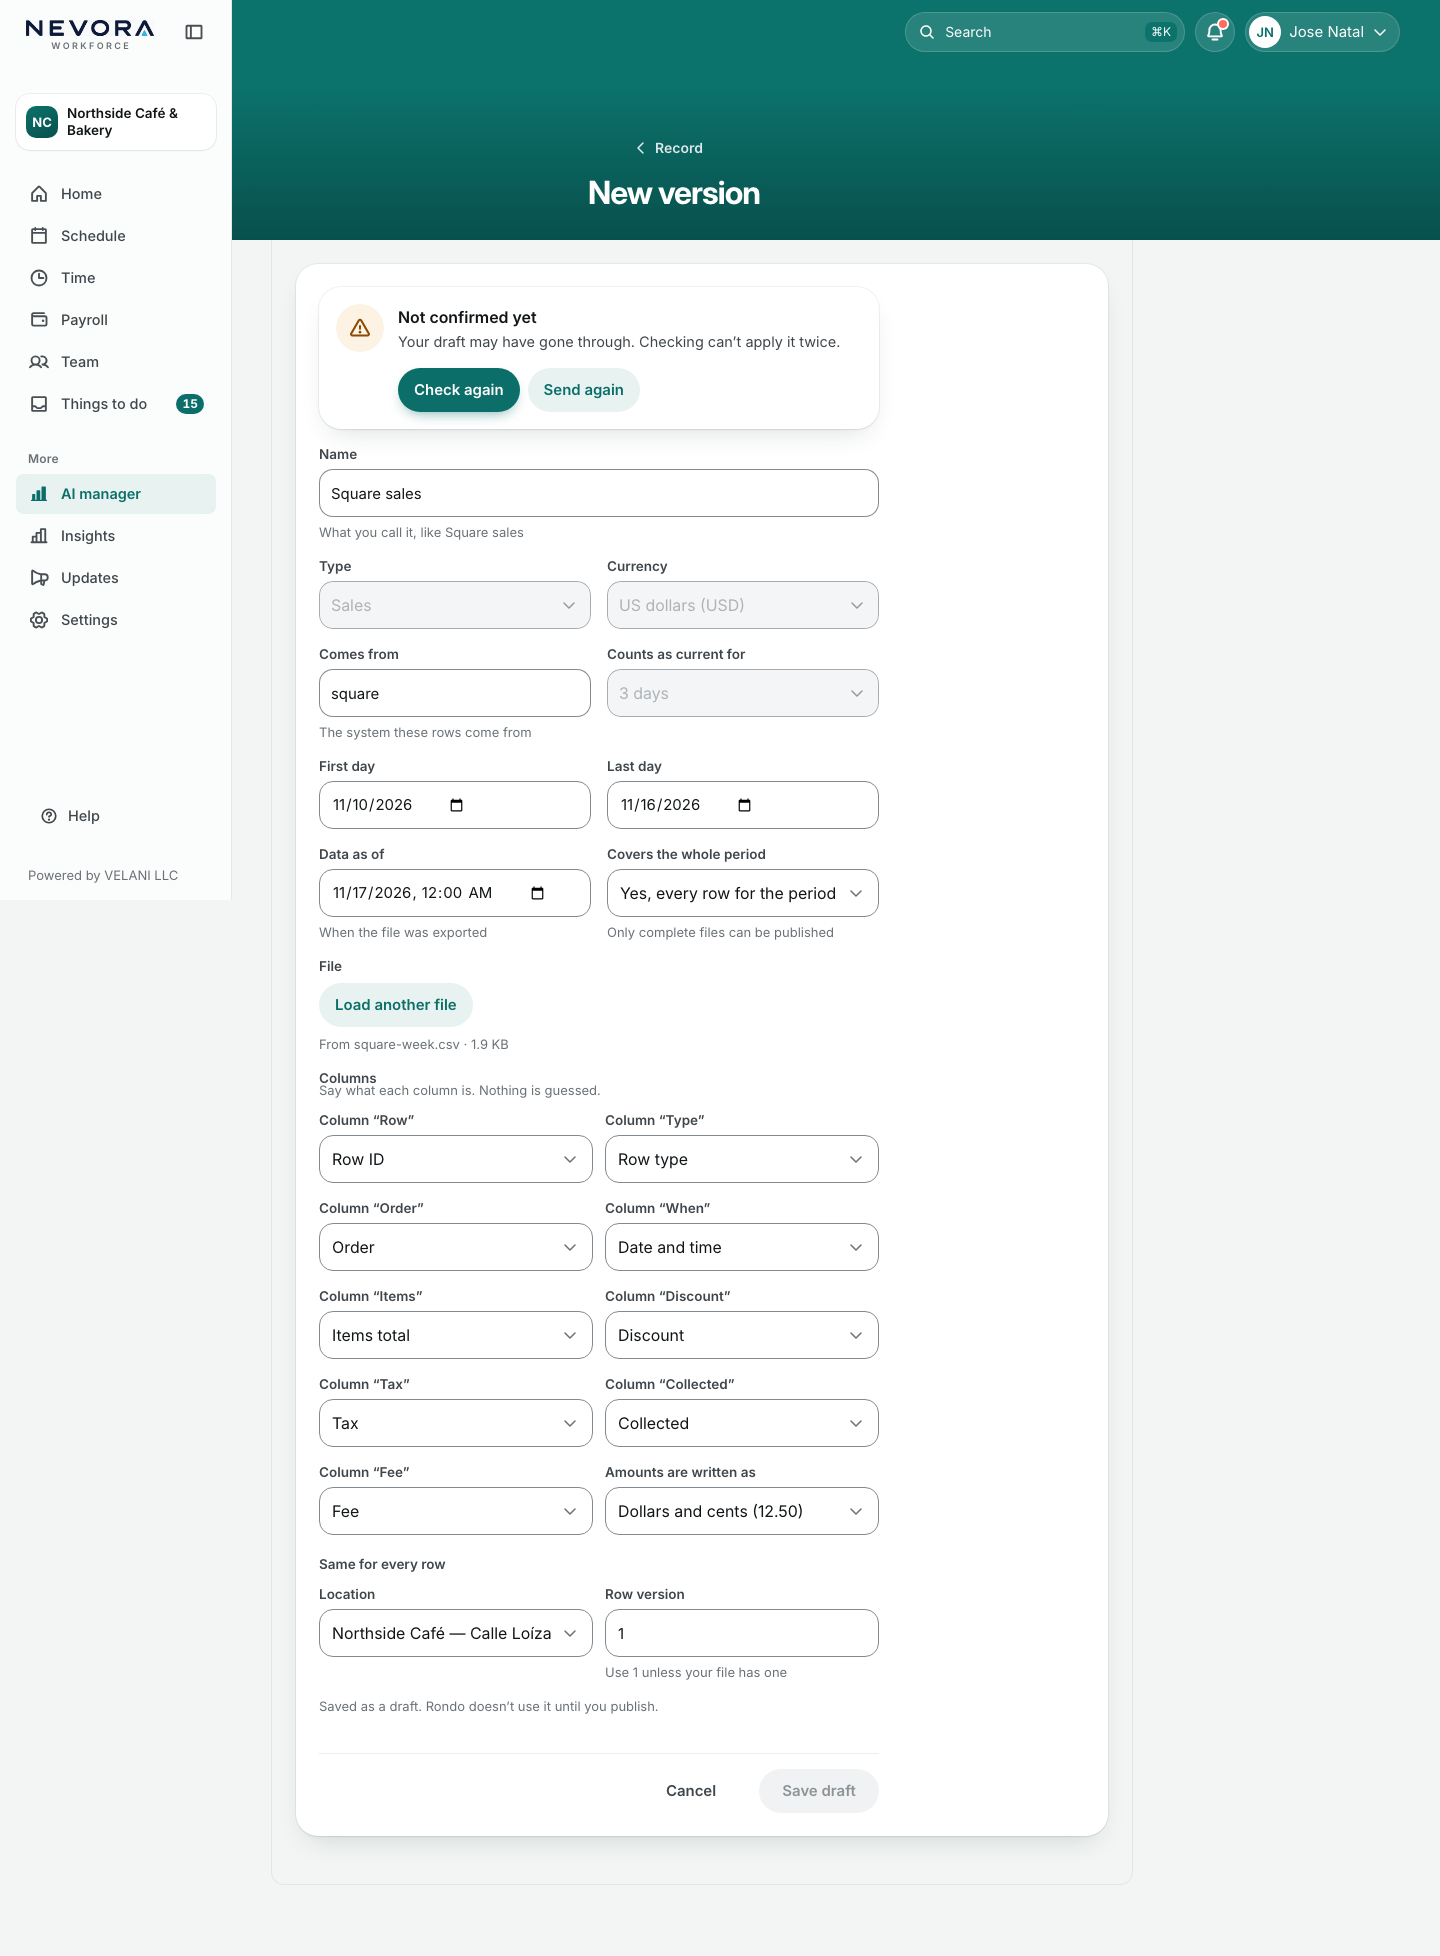 NEVORA
WORKFORCE
Search
⌘K
JN
Jose Natal
NC
Northside Café &
Bakery
Home
Schedule
Time
Payroll
Team
Things to do
15
More
AI manager
Insights
Updates
Settings
Help
Powered by VELANI LLC
Record
New version
Not confirmed yet
Your draft may have gone through. Checking can’t apply it twice.
Check again
Send again
Name
Square sales
What you call it, like Square sales
Type
Currency
Sales
US dollars (USD)
Comes from
Counts as current for
square
3 days
The system these rows come from
First day
Last day
11/10/2026
11/16/2026
Data as of
Covers the whole period
11/17/2026, 12:00 AM
Yes, every row for the period
When the file was exported
Only complete files can be published
File
Load another file
From square-week.csv · 1.9 KB
Columns
Say what each column is. Nothing is guessed.
Column “Row”
Column “Type”
Row ID
Row type
Column “Order”
Column “When”
Order
Date and time
Column “Items”
Column “Discount”
Items total
Discount
Column “Tax”
Column “Collected”
Tax
Collected
Column “Fee”
Amounts are written as
Fee
Dollars and cents (12.50)
Same for every row
Location
Row version
Northside Café — Calle Loíza
1
Use 1 unless your file has one
Saved as a draft. Rondo doesn’t use it until you publish.
Cancel
Save draft